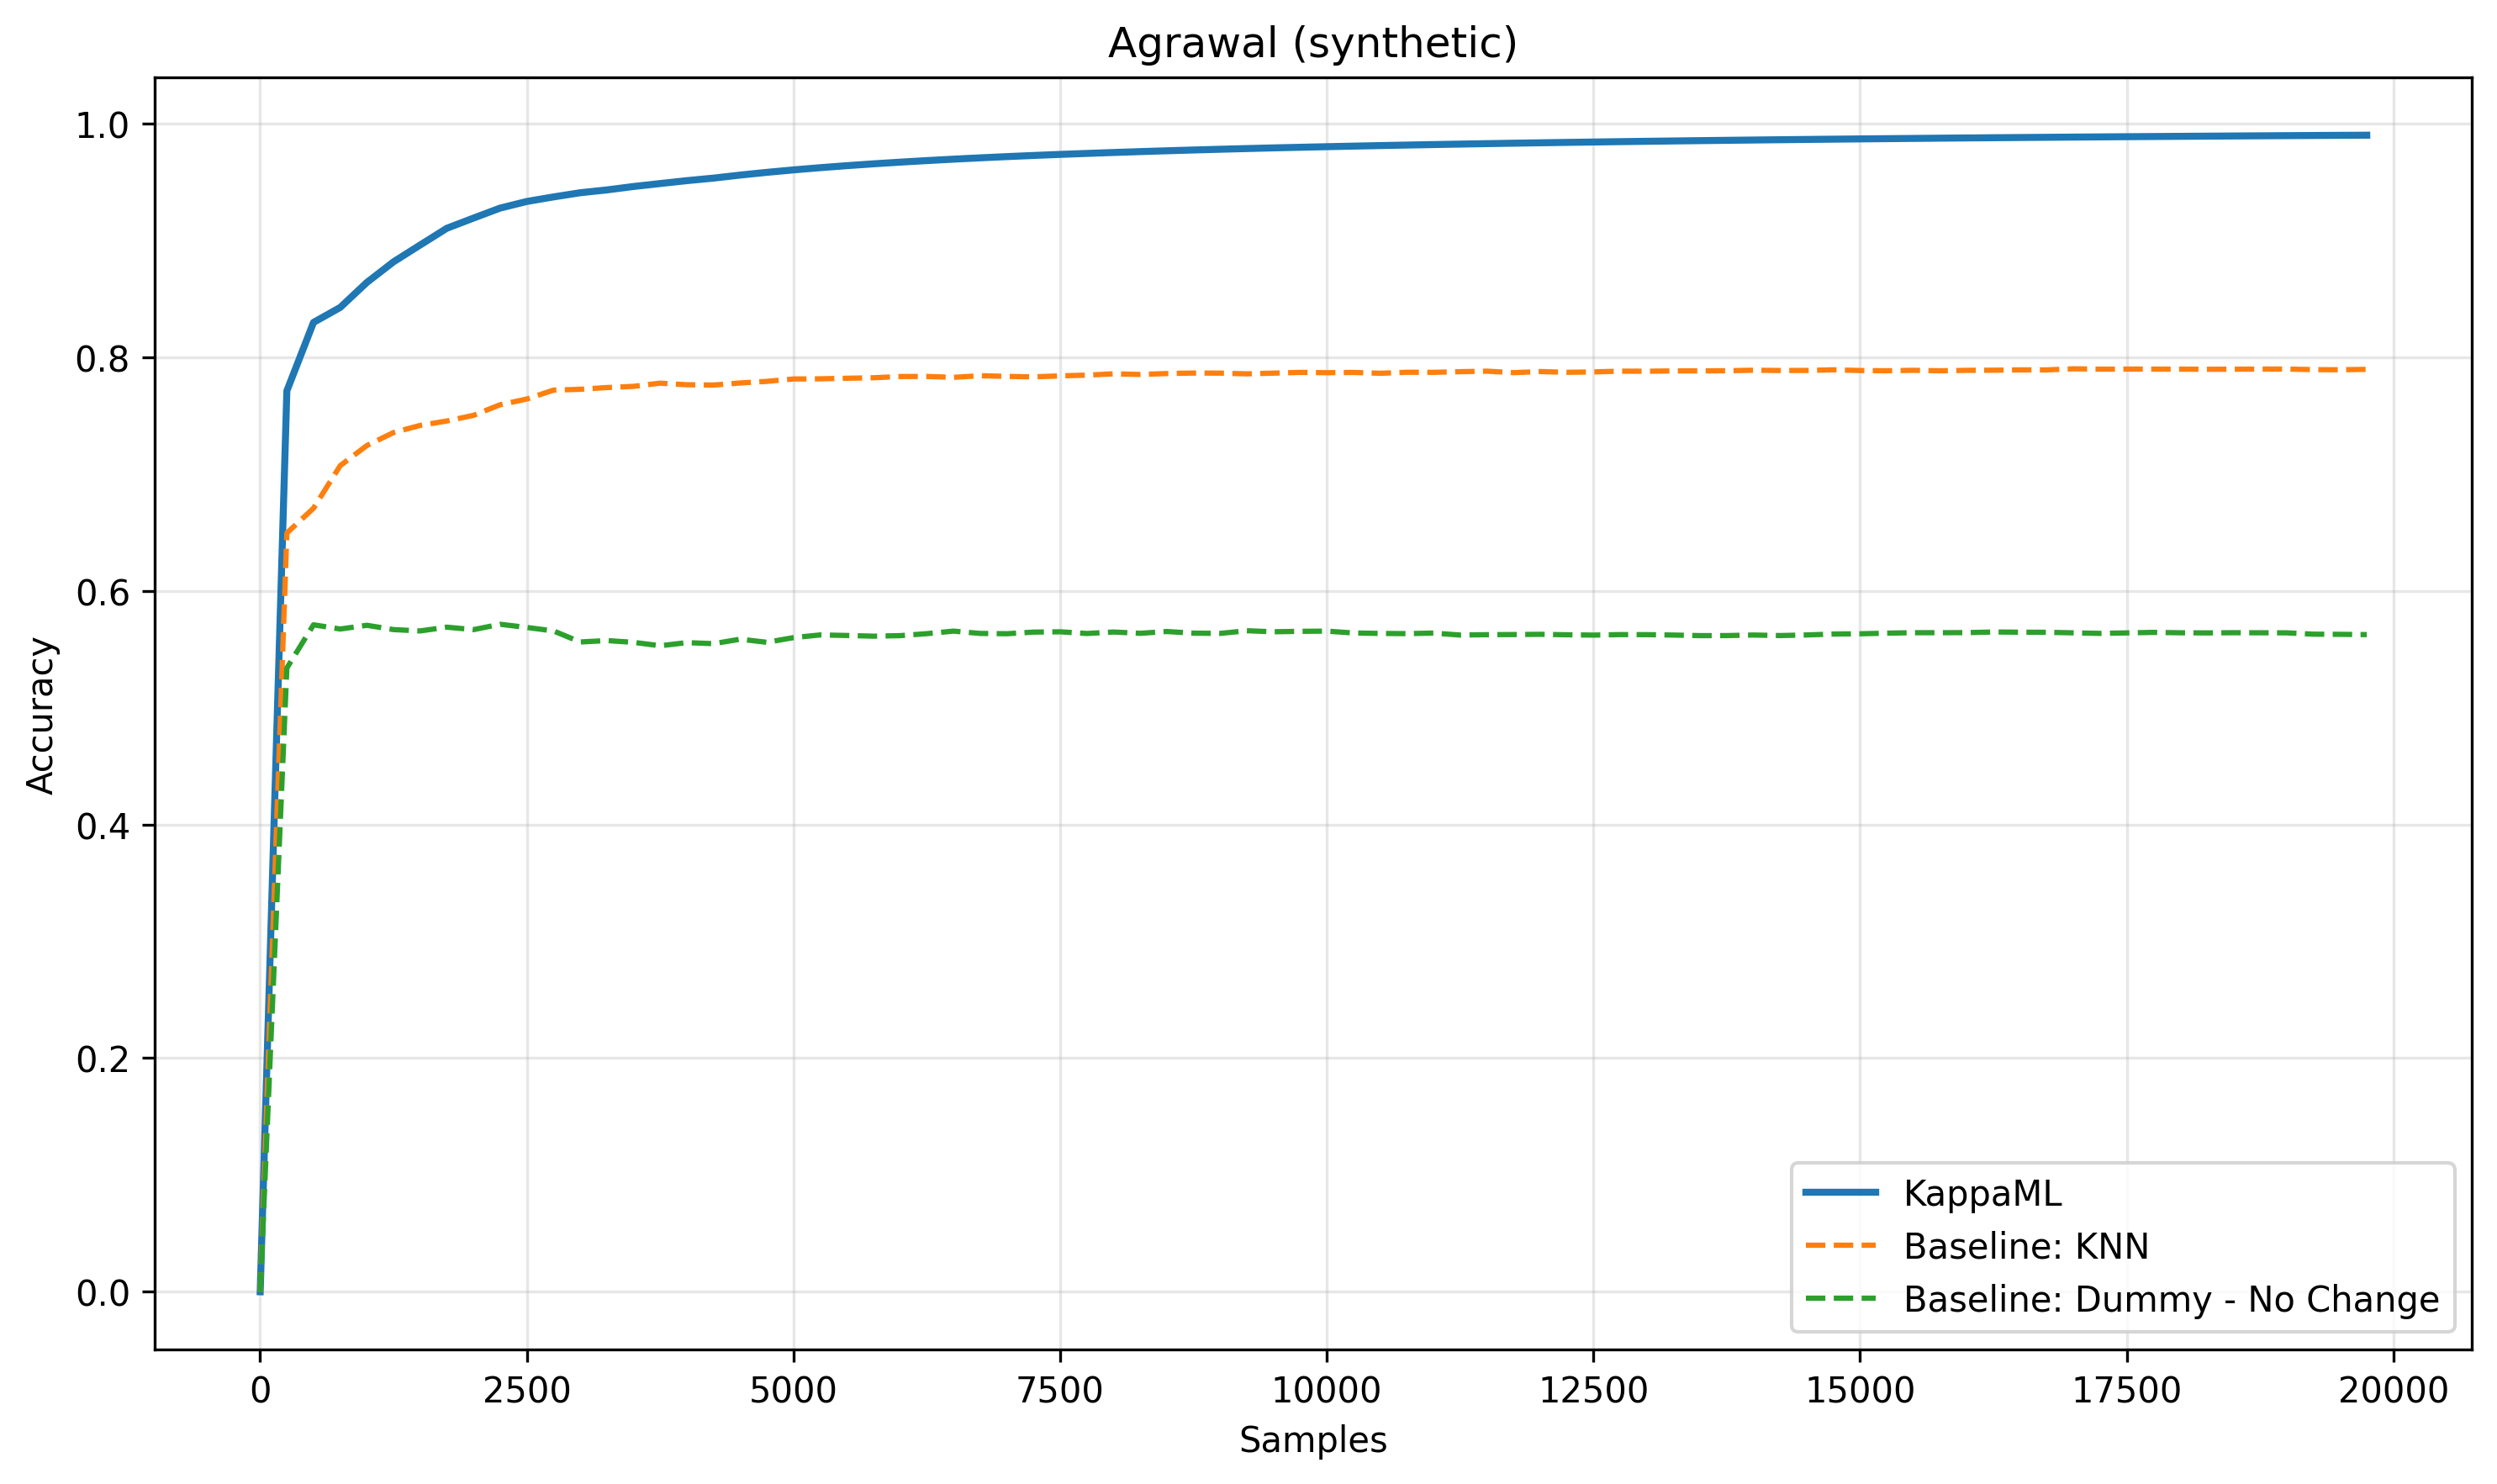 Agrawal (synthetic)
Accuracy
1.0
0.8
0.6
0.4
0.2
0.0
0 2500 5000 7500 10000 12500 15000 17500 20000
Samples
KappaML
Baseline: KNN
Baseline: Dummy - No Change